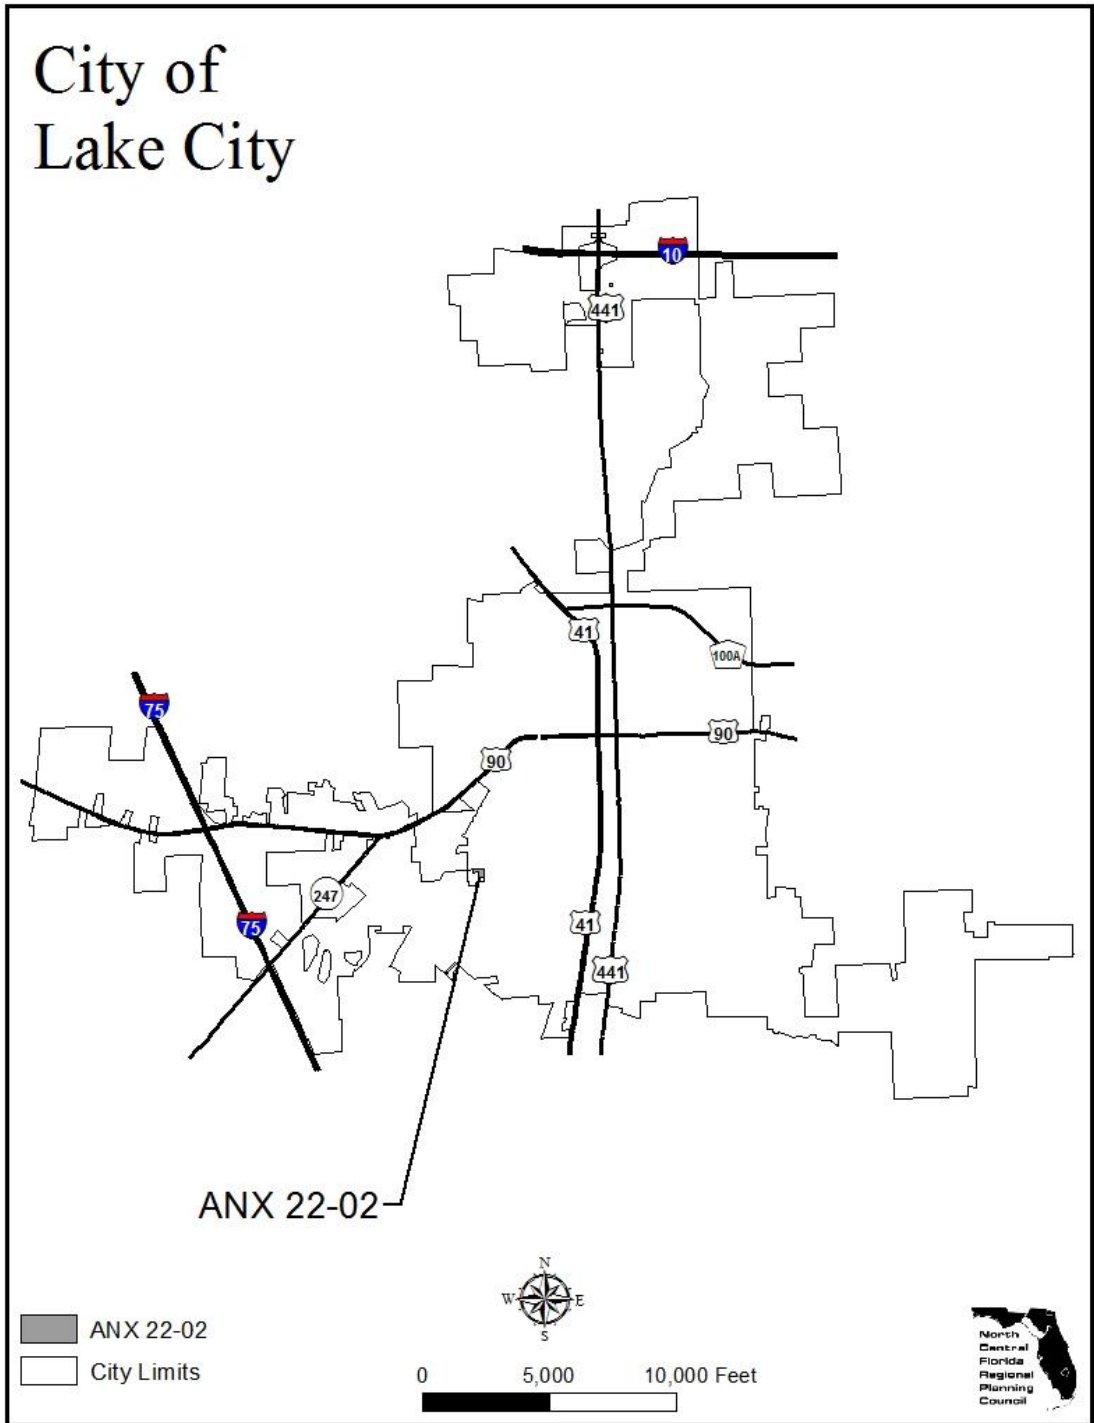 City of
Lake City
10
441
41
100A
75
90
90
247
75
41
441
ANX 22-02
N
W E
S
ANX 22-02
City Limits
0 5,000 10,000 Feet
North
Central
Florida
Regional
Planning
Council